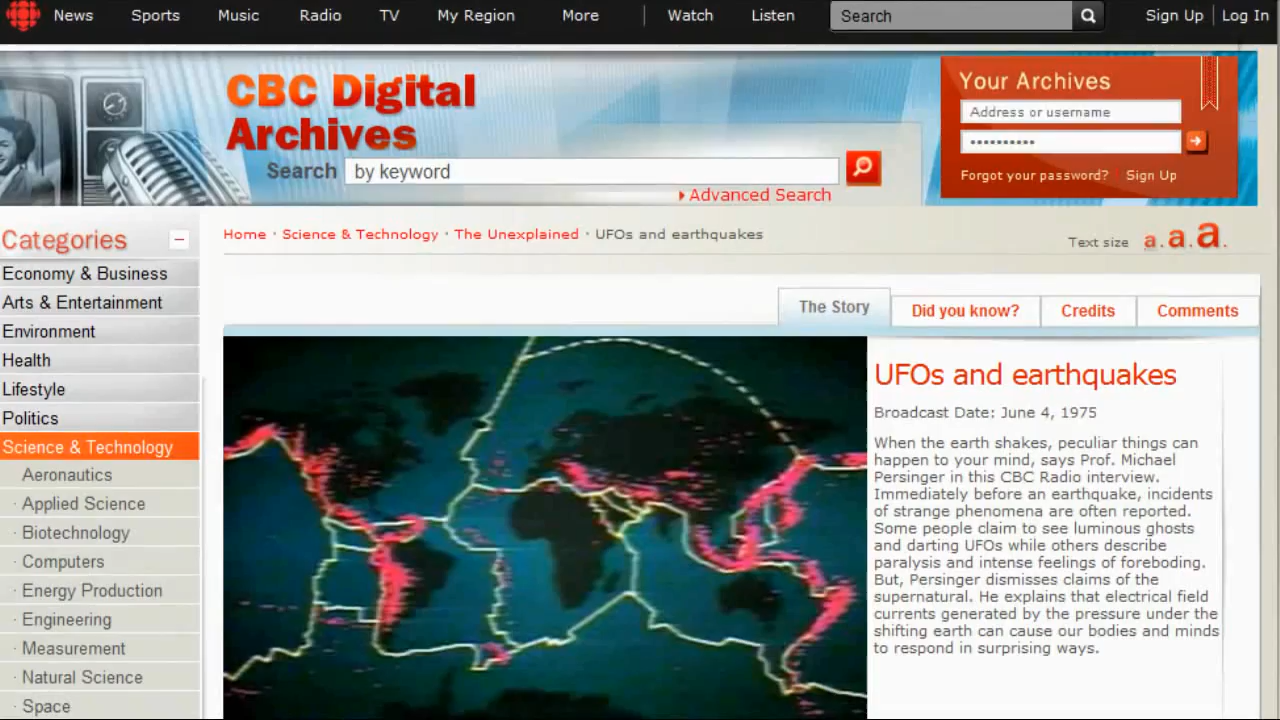 News Sports Music Radio TV My Region More Watch Listen Search Sign Up Log In
CBC Digital
Archives
Search by keyword
Advanced Search
Your Archives
Address or username
••••••••••
Forgot your password? Sign Up
Categories
Economy & Business
Arts & Entertainment
Environment
Health
Lifestyle
Politics
Science & Technology
· Aeronautics
· Applied Science
· Biotechnology
· Computers
· Energy Production
· Engineering
· Measurement
· Natural Science
· Space
Home · Science & Technology · The Unexplained · UFOs and earthquakes
Text size a. a. a.
The Story Did you know? Credits Comments
UFOs and earthquakes
Broadcast Date: June 4, 1975
When the earth shakes, peculiar things can
happen to your mind, says Prof. Michael
Persinger in this CBC Radio interview.
Immediately before an earthquake, incidents
of strange phenomena are often reported.
Some people claim to see luminous ghosts
and darting UFOs while others describe
paralysis and intense feelings of foreboding.
But, Persinger dismisses claims of the
supernatural. He explains that electrical field
currents generated by the pressure under the
shifting earth can cause our bodies and minds
to respond in surprising ways.